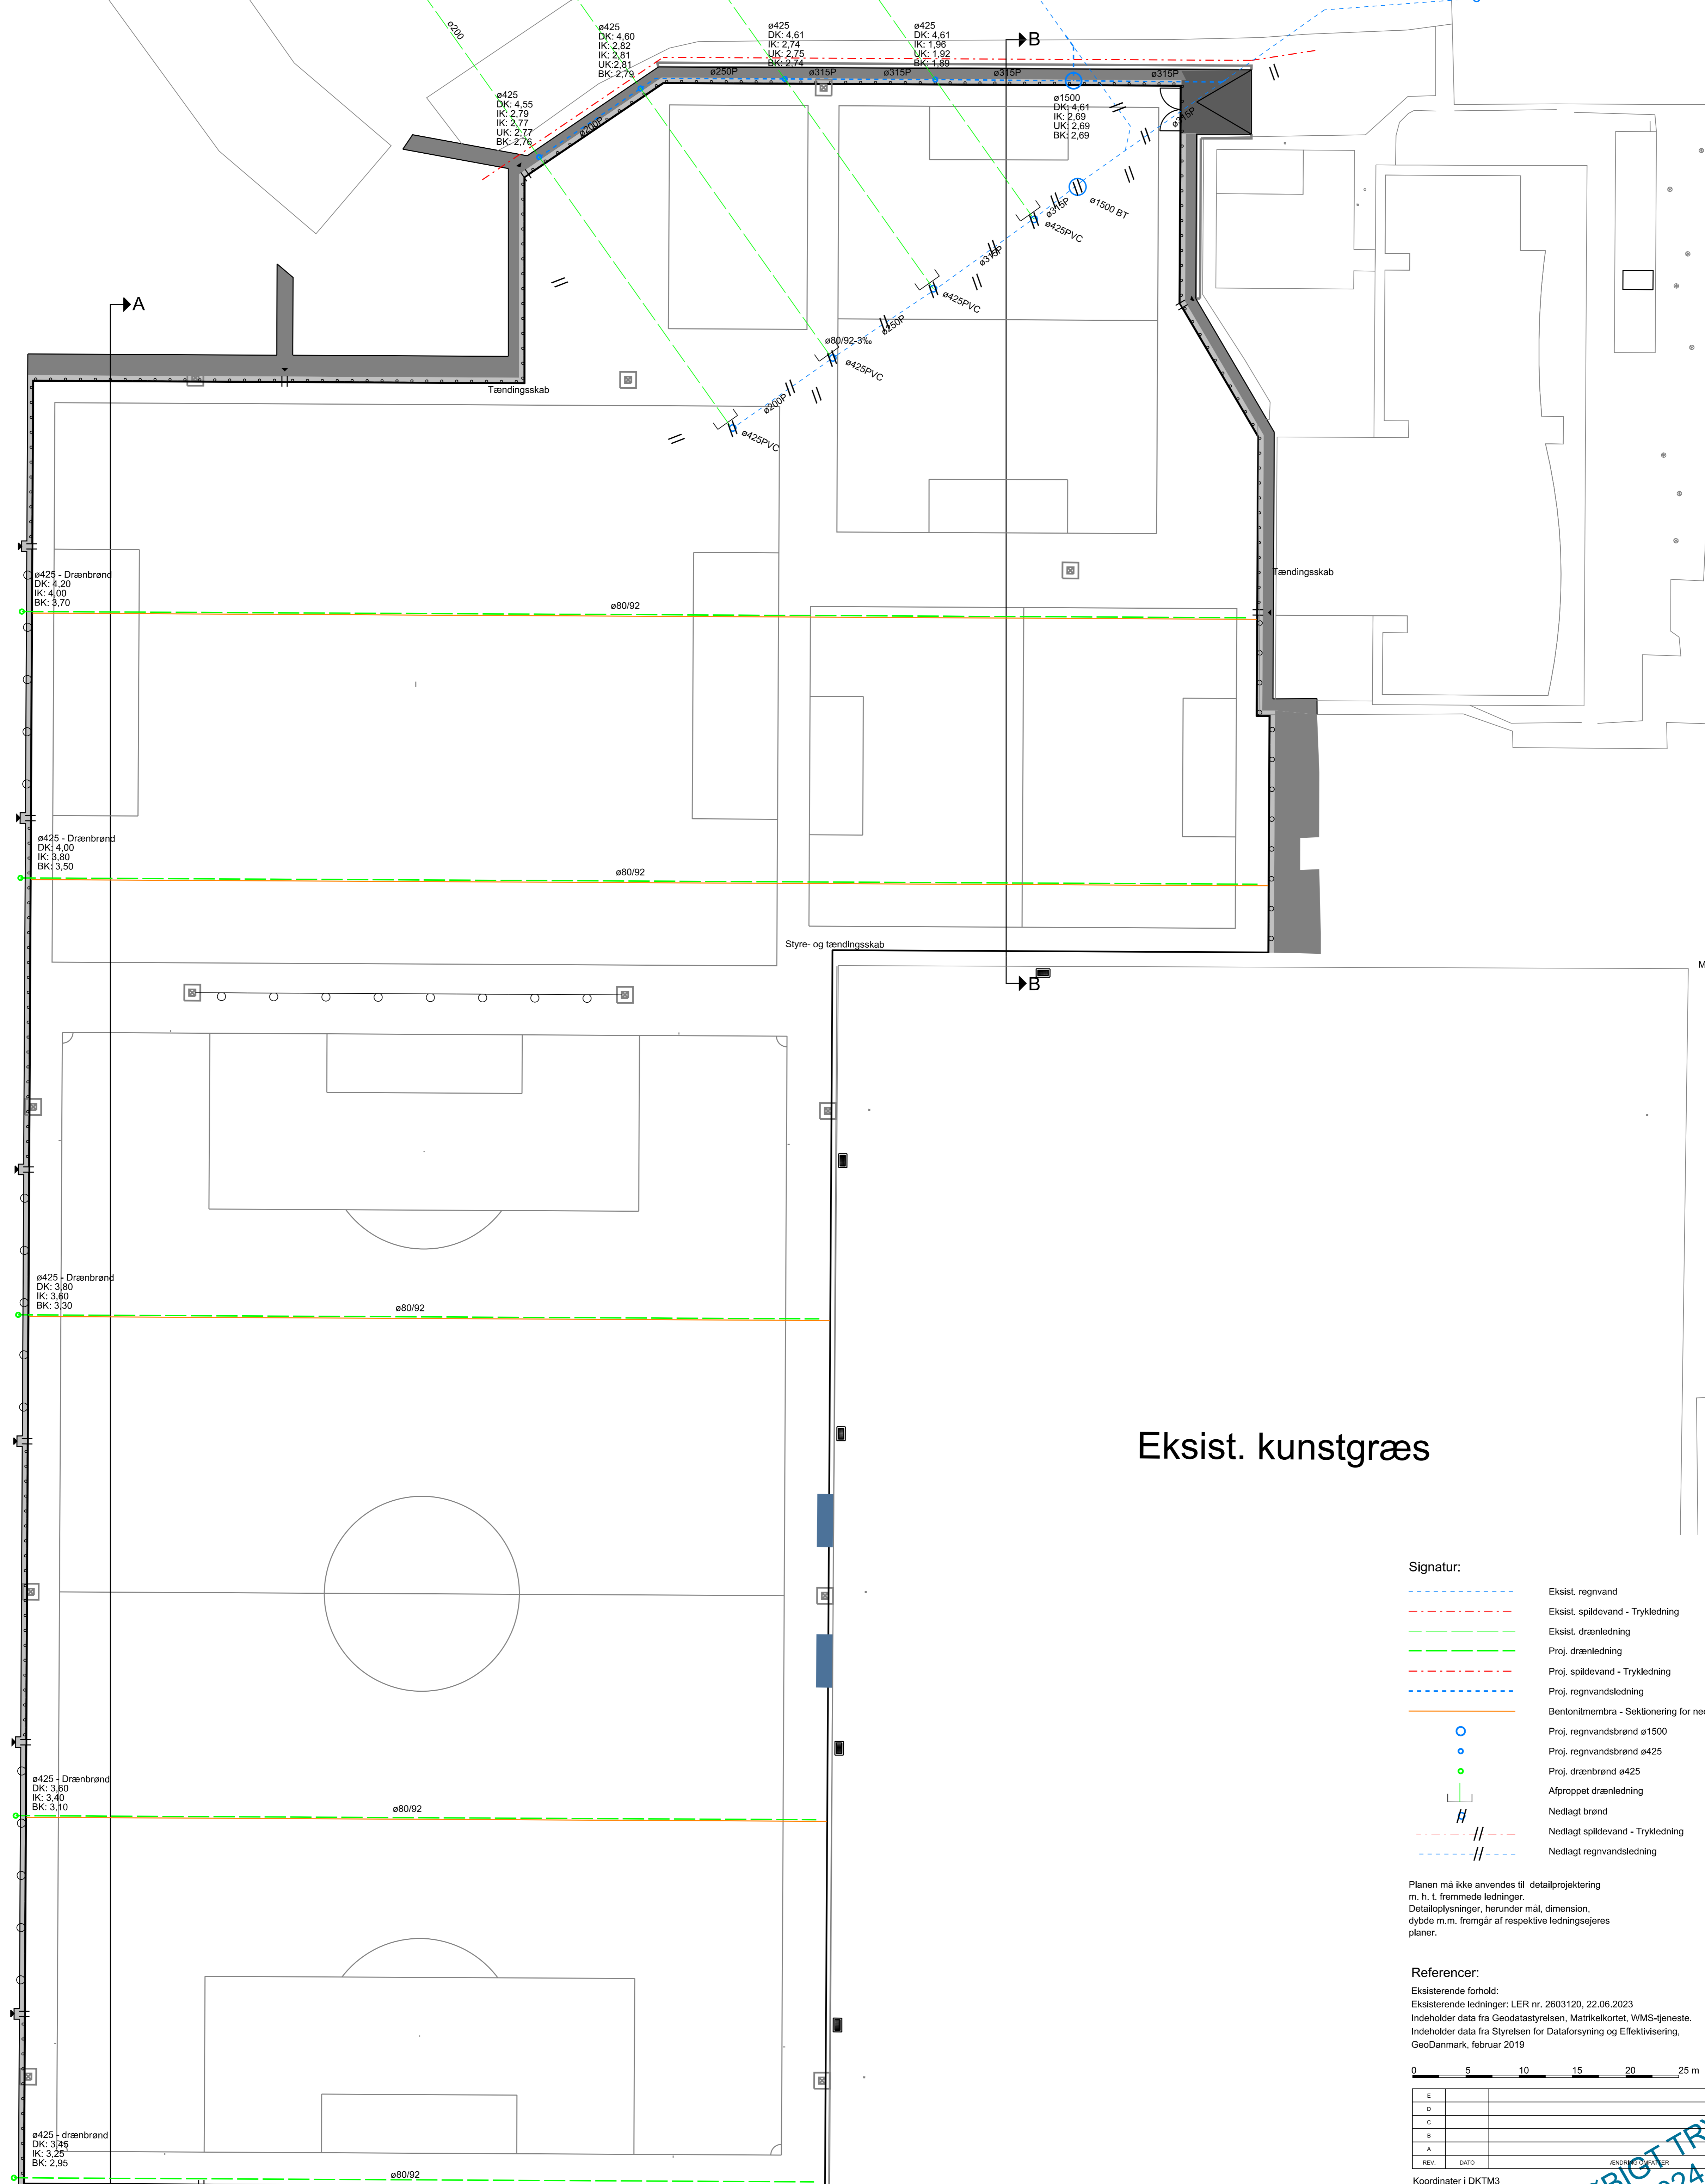 ø200
ø425
DK: 4,60
IK: 2,82
IK: 2,81
UK:2,81
BK: 2,79
ø425
DK: 4,61
IK: 2,74
UK: 2,75
BK: 2,74
ø425
DK: 4,61
IK: 1,96
UK: 1,92
BK: 1,89
B
ø250P
ø315P
ø315P
ø315P
ø315P
ø425
DK: 4,55
IK: 2,79
IK: 2,77
UK: 2,77
BK: 2,76
ø200P
ø1500
DK: 4,61
IK: 2,69
UK: 2,69
BK: 2,69
ø315P
ø1500 BT
ø315P
ø425PVC
ø315P
ø425PVC
A
ø250P
ø80/92-3‰
ø425PVC
Tændingsskab
ø200P
ø425PVC
Tændingsskab
ø425 - Drænbrønd
DK: 4,20
IK: 4,00
BK: 3,70
ø80/92
ø425 - Drænbrønd
DK: 4,00
IK: 3,80
BK: 3,50
ø80/92
Styre- og tændingsskab
M
B
ø425 - Drænbrønd
DK: 3,80
IK: 3,60
BK: 3,30
ø80/92
Eksist. kunstgræs
Signatur:
Eksist. regnvand
Eksist. spildevand - Trykledning
Eksist. drænledning
Proj. drænledning
Proj. spildevand - Trykledning
Proj. regnvandsledning
Bentonitmembra - Sektionering for ned
Proj. regnvandsbrønd ø1500
Proj. regnvandsbrønd ø425
Proj. drænbrønd ø425
Afproppet drænledning
Nedlagt brønd
Nedlagt spildevand - Trykledning
Nedlagt regnvandsledning
ø425 - Drænbrønd
DK: 3,60
IK: 3,40
BK: 3,10
ø80/92
Planen må ikke anvendes til detailprojektering
m. h. t. fremmede ledninger.
Detailoplysninger, herunder mål, dimension,
dybde m.m. fremgår af respektive ledningsejeres
planer.
Referencer:
Eksisterende forhold:
Eksisterende ledninger: LER nr. 2603120, 22.06.2023
Indeholder data fra Geodatastyrelsen, Matrikelkortet, WMS-tjeneste.
Indeholder data fra Styrelsen for Dataforsyning og Effektivisering,
GeoDanmark, februar 2019
0 5 10 15 20 25 m
E
D
C
B
A
REV. DATO ÆNDRING OMFATTER
Koordinater i DKTM3
ø425 - drænbrønd
DK: 3,45
IK: 3,25
BK: 2,95
ø80/92